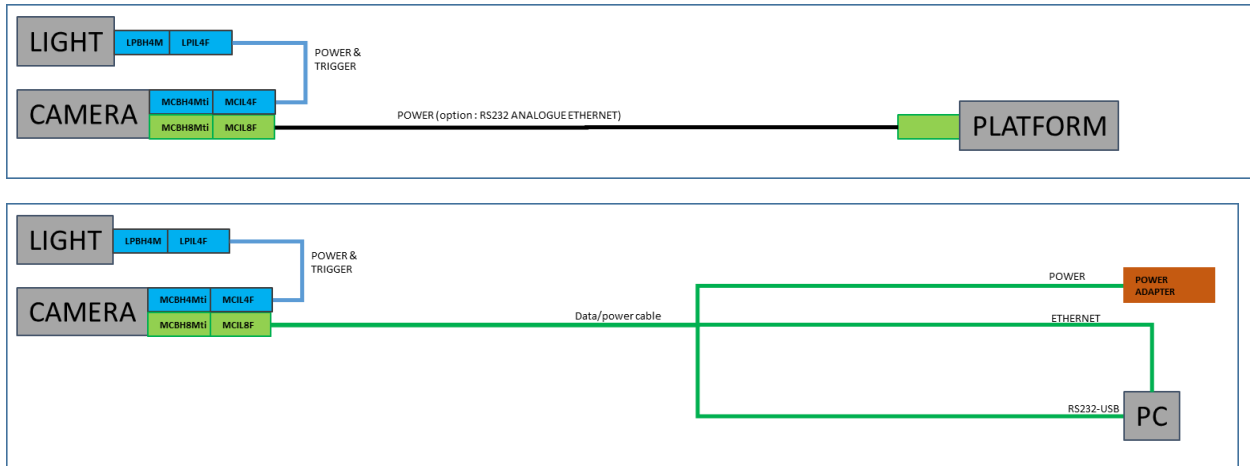 LIGHT
LPBH4M LPIL4F
POWER &
TRIGGER
CAMERA
MCBH4Mti MCIL4F
MCBH8Mti MCIL8F
POWER (option : RS232 ANALOGUE ETHERNET)
PLATFORM
LIGHT
LPBH4M LPIL4F
POWER &
TRIGGER
CAMERA
MCBH4Mti MCIL4F
MCBH8Mti MCIL8F
Data/power cable
POWER
POWER
ADAPTER
ETHERNET
RS232-USB
PC